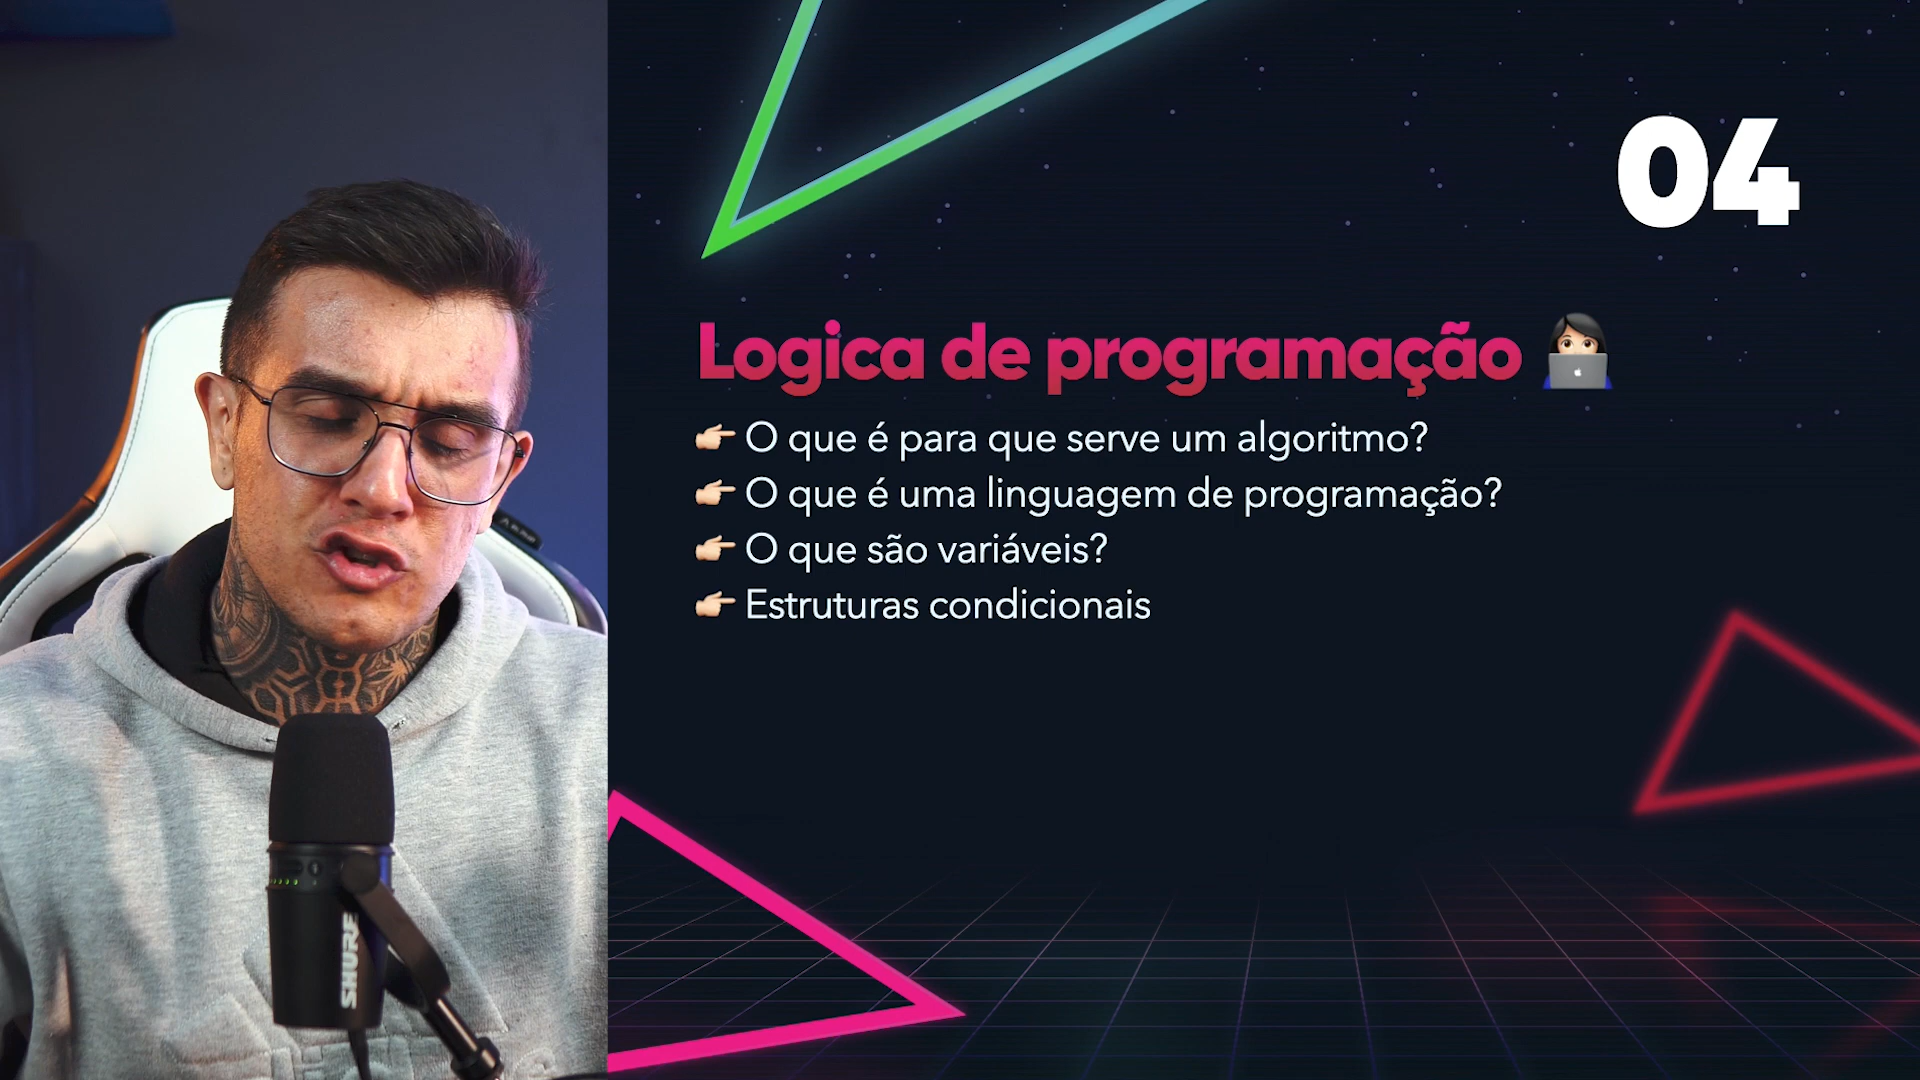 04
Logica de programação
O que é para que serve um algoritmo?
O que é uma linguagem de programação?
O que são variáveis?
Estruturas condicionais
SHURE